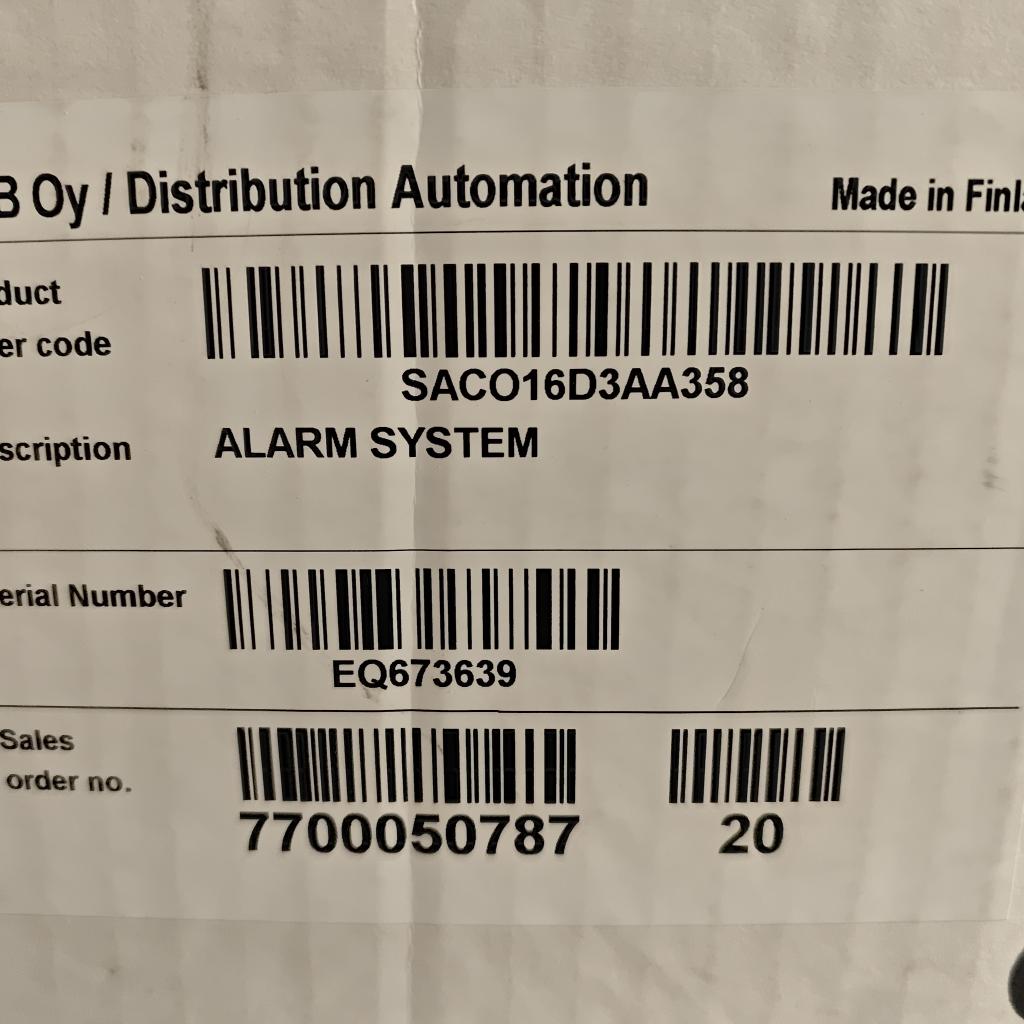 B Oy / Distribution Automation
Made in Finla
duct
er code
SACO16D3AA358
scription
ALARM SYSTEM
erial Number
EQ673639
Sales
order no.
7700050787
20